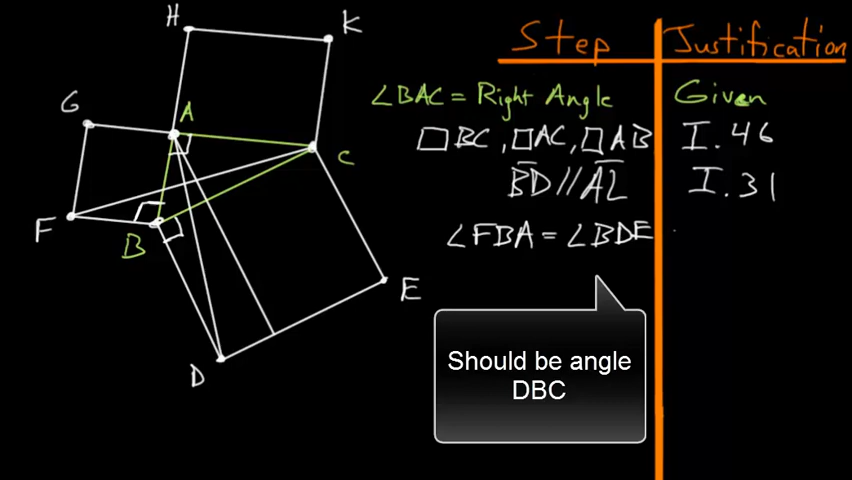 H
K
G
A
C
F
B
E
D
Step Justification
∠BAC = Right Angle Given
□BC, □AC, □AB I.46
BD // AL I.31
∠FBA = ∠BDE
Should be angle
DBC